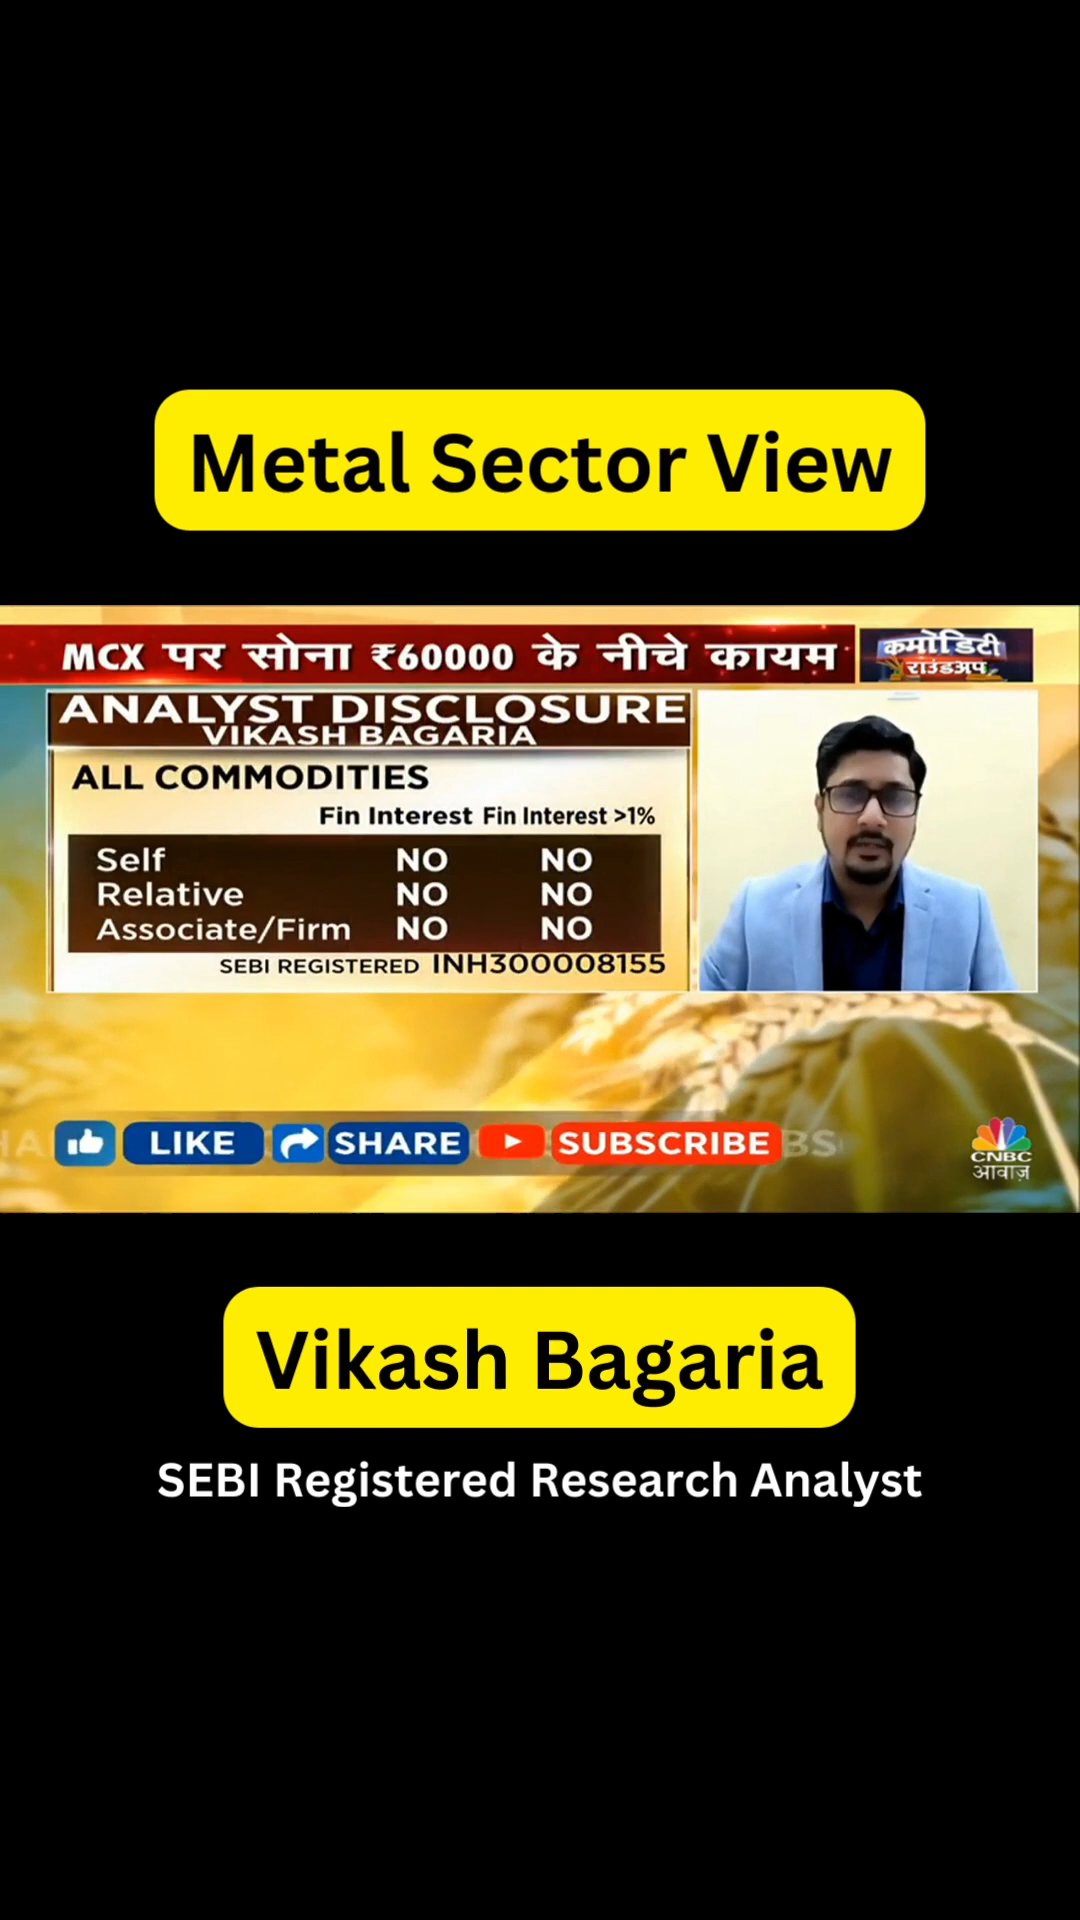 Metal Sector View
MCX पर सोना ₹60000 के नीचे कायम
कमोडिटी
राउंडअप
ANALYST DISCLOSURE
VIKASH BAGARIA
ALL COMMODITIES
Fin Interest Fin Interest >1%
Self NO NO
Relative NO NO
Associate/Firm NO NO
SEBI REGISTERED INH300008155
LIKE SHARE SUBSCRIBE
CNBC
आवाज़
Vikash Bagaria
SEBI Registered Research Analyst